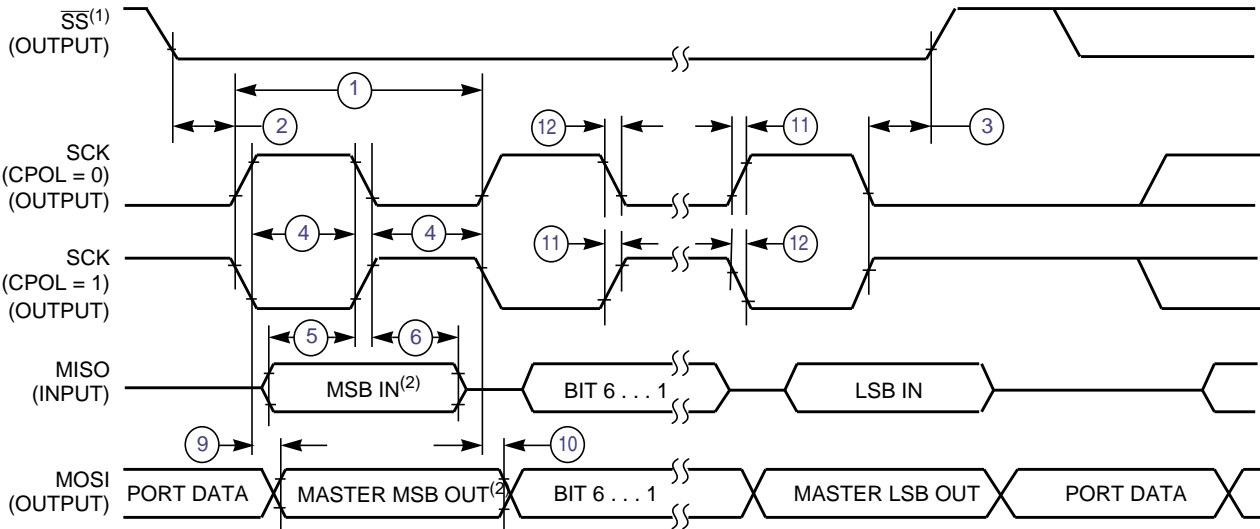 SS(1)
(OUTPUT)
1
2
12
11
3
SCK
(CPOL = 0)
(OUTPUT)
4
4
11
12
SCK
(CPOL = 1)
(OUTPUT)
5
6
MISO
(INPUT)
MSB IN(2)
BIT 6 . . . 1
LSB IN
9
10
MOSI
(OUTPUT)
PORT DATA
MASTER MSB OUT(2
BIT 6 . . . 1
MASTER LSB OUT
PORT DATA